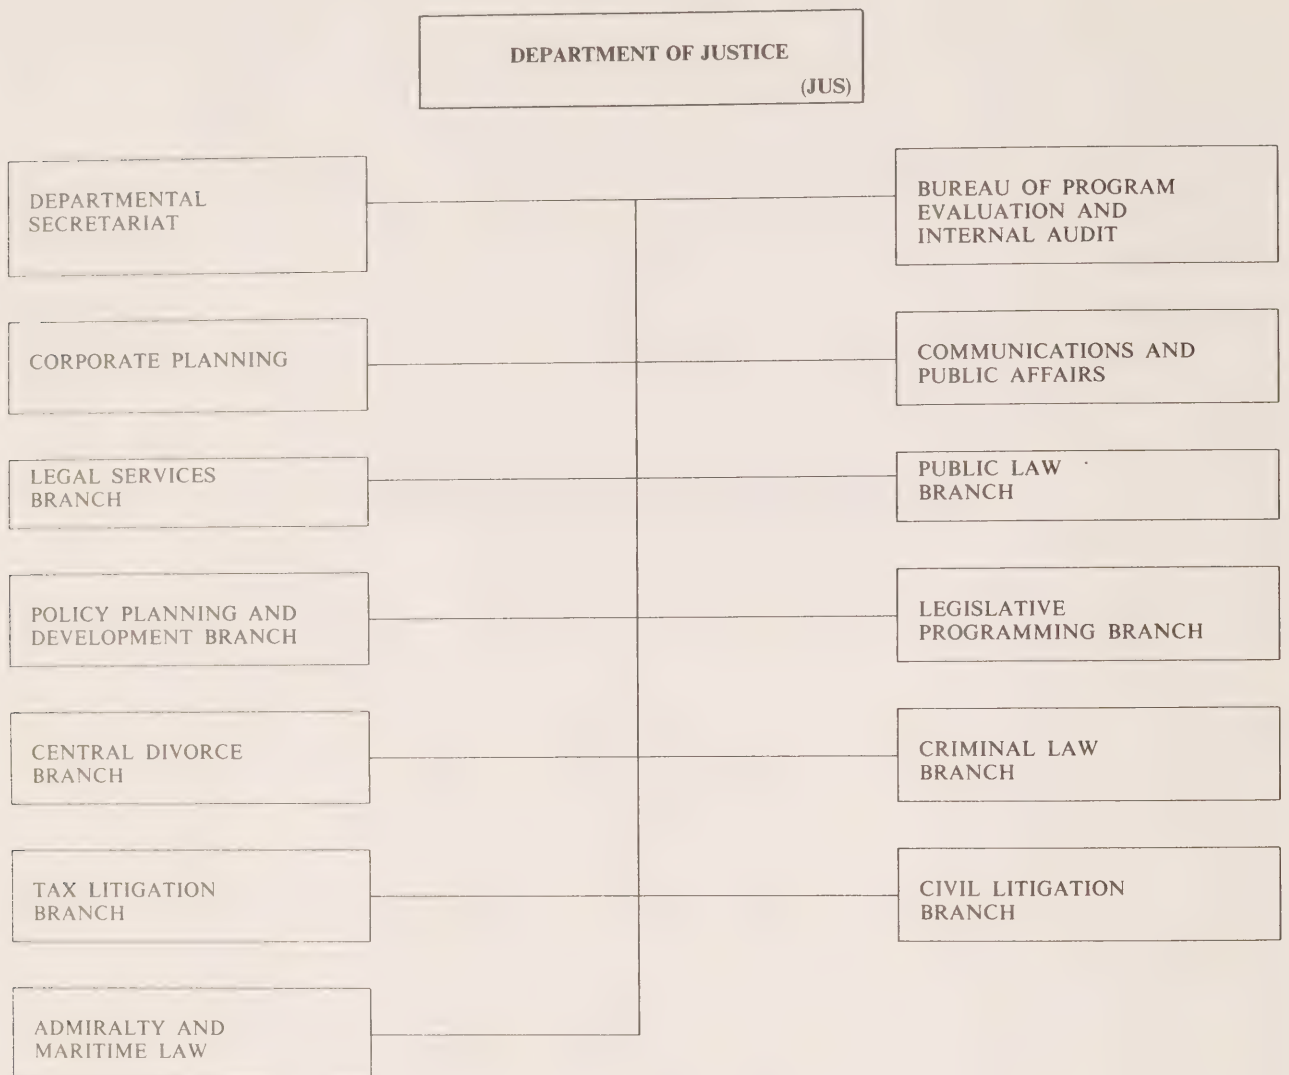 DEPARTMENT OF JUSTICE
(JUS)
DEPARTMENTAL
SECRETARIAT
BUREAU OF PROGRAM
EVALUATION AND
INTERNAL AUDIT
CORPORATE PLANNING
COMMUNICATIONS AND
PUBLIC AFFAIRS
LEGAL SERVICES
BRANCH
PUBLIC LAW
BRANCH
POLICY PLANNING AND
DEVELOPMENT BRANCH
LEGISLATIVE
PROGRAMMING BRANCH
CENTRAL DIVORCE
BRANCH
CRIMINAL LAW
BRANCH
TAX LITIGATION
BRANCH
CIVIL LITIGATION
BRANCH
ADMIRALTY AND
MARITIME LAW